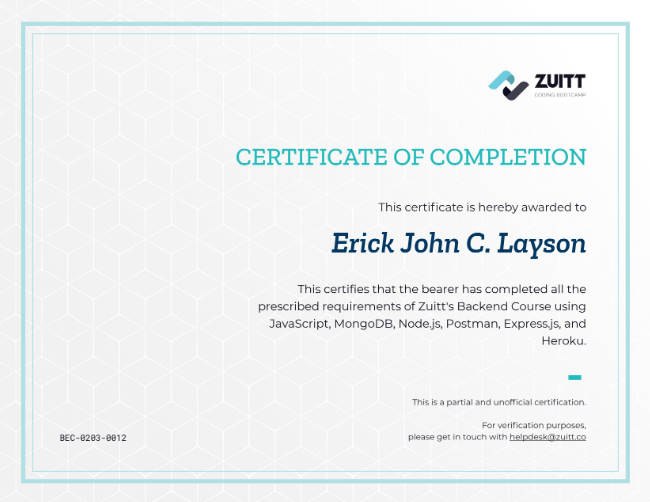 ZUITT
CODING BOOTCAMP
CERTIFICATE OF COMPLETION
This certificate is hereby awarded to
Erick John C. Layson
This certifies that the bearer has completed all the
prescribed requirements of Zuitt's Backend Course using
JavaScript, MongoDB, Node.js, Postman, Express.js, and
Heroku.
This is a partial and unofficial certification.
For verification purposes,
please get in touch with helpdesk@zuitt.co
BEC-0203-0012